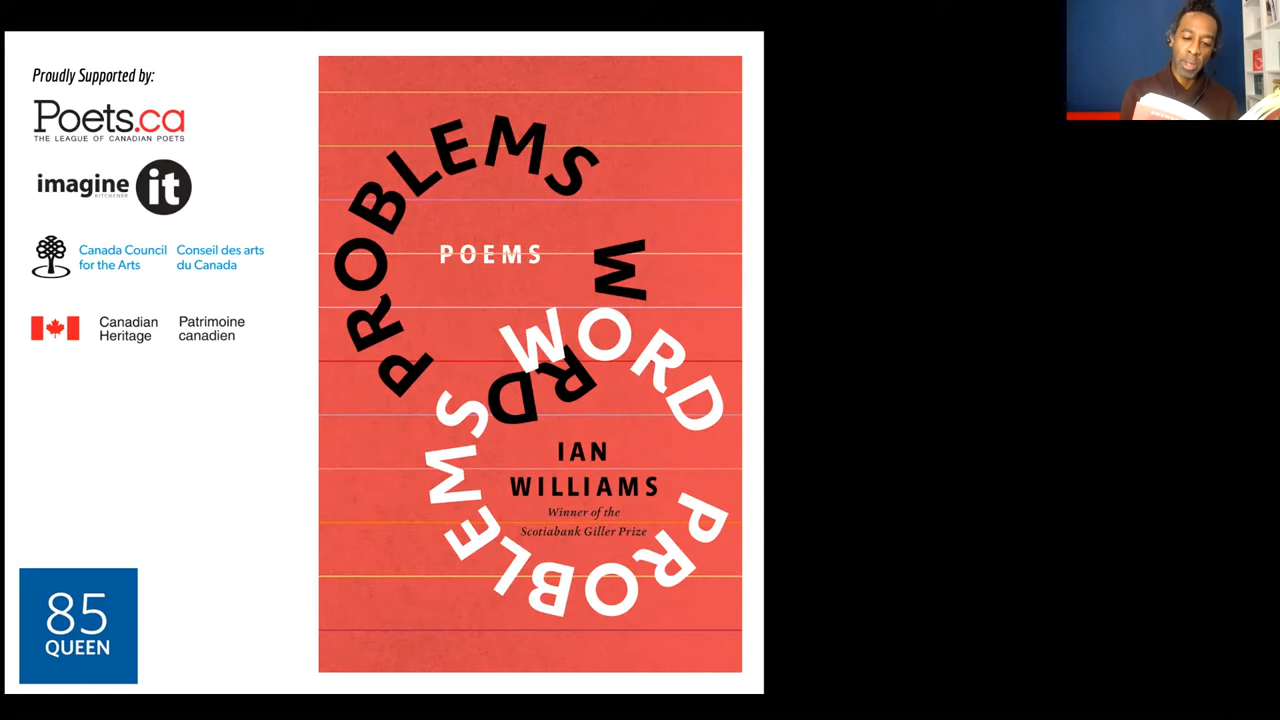 Proudly Supported by:
Poets.ca
THE LEAGUE OF CANADIAN POETS
imagine it
KITCHENER
Canada Council Conseil des arts
for the Arts du Canada
Canadian Patrimoine
Heritage canadien
85
QUEEN
WORD PROBLEMS
POEMS
WORD PROBLEMS
IAN
WILLIAMS
Winner of the
Scotiabank Giller Prize